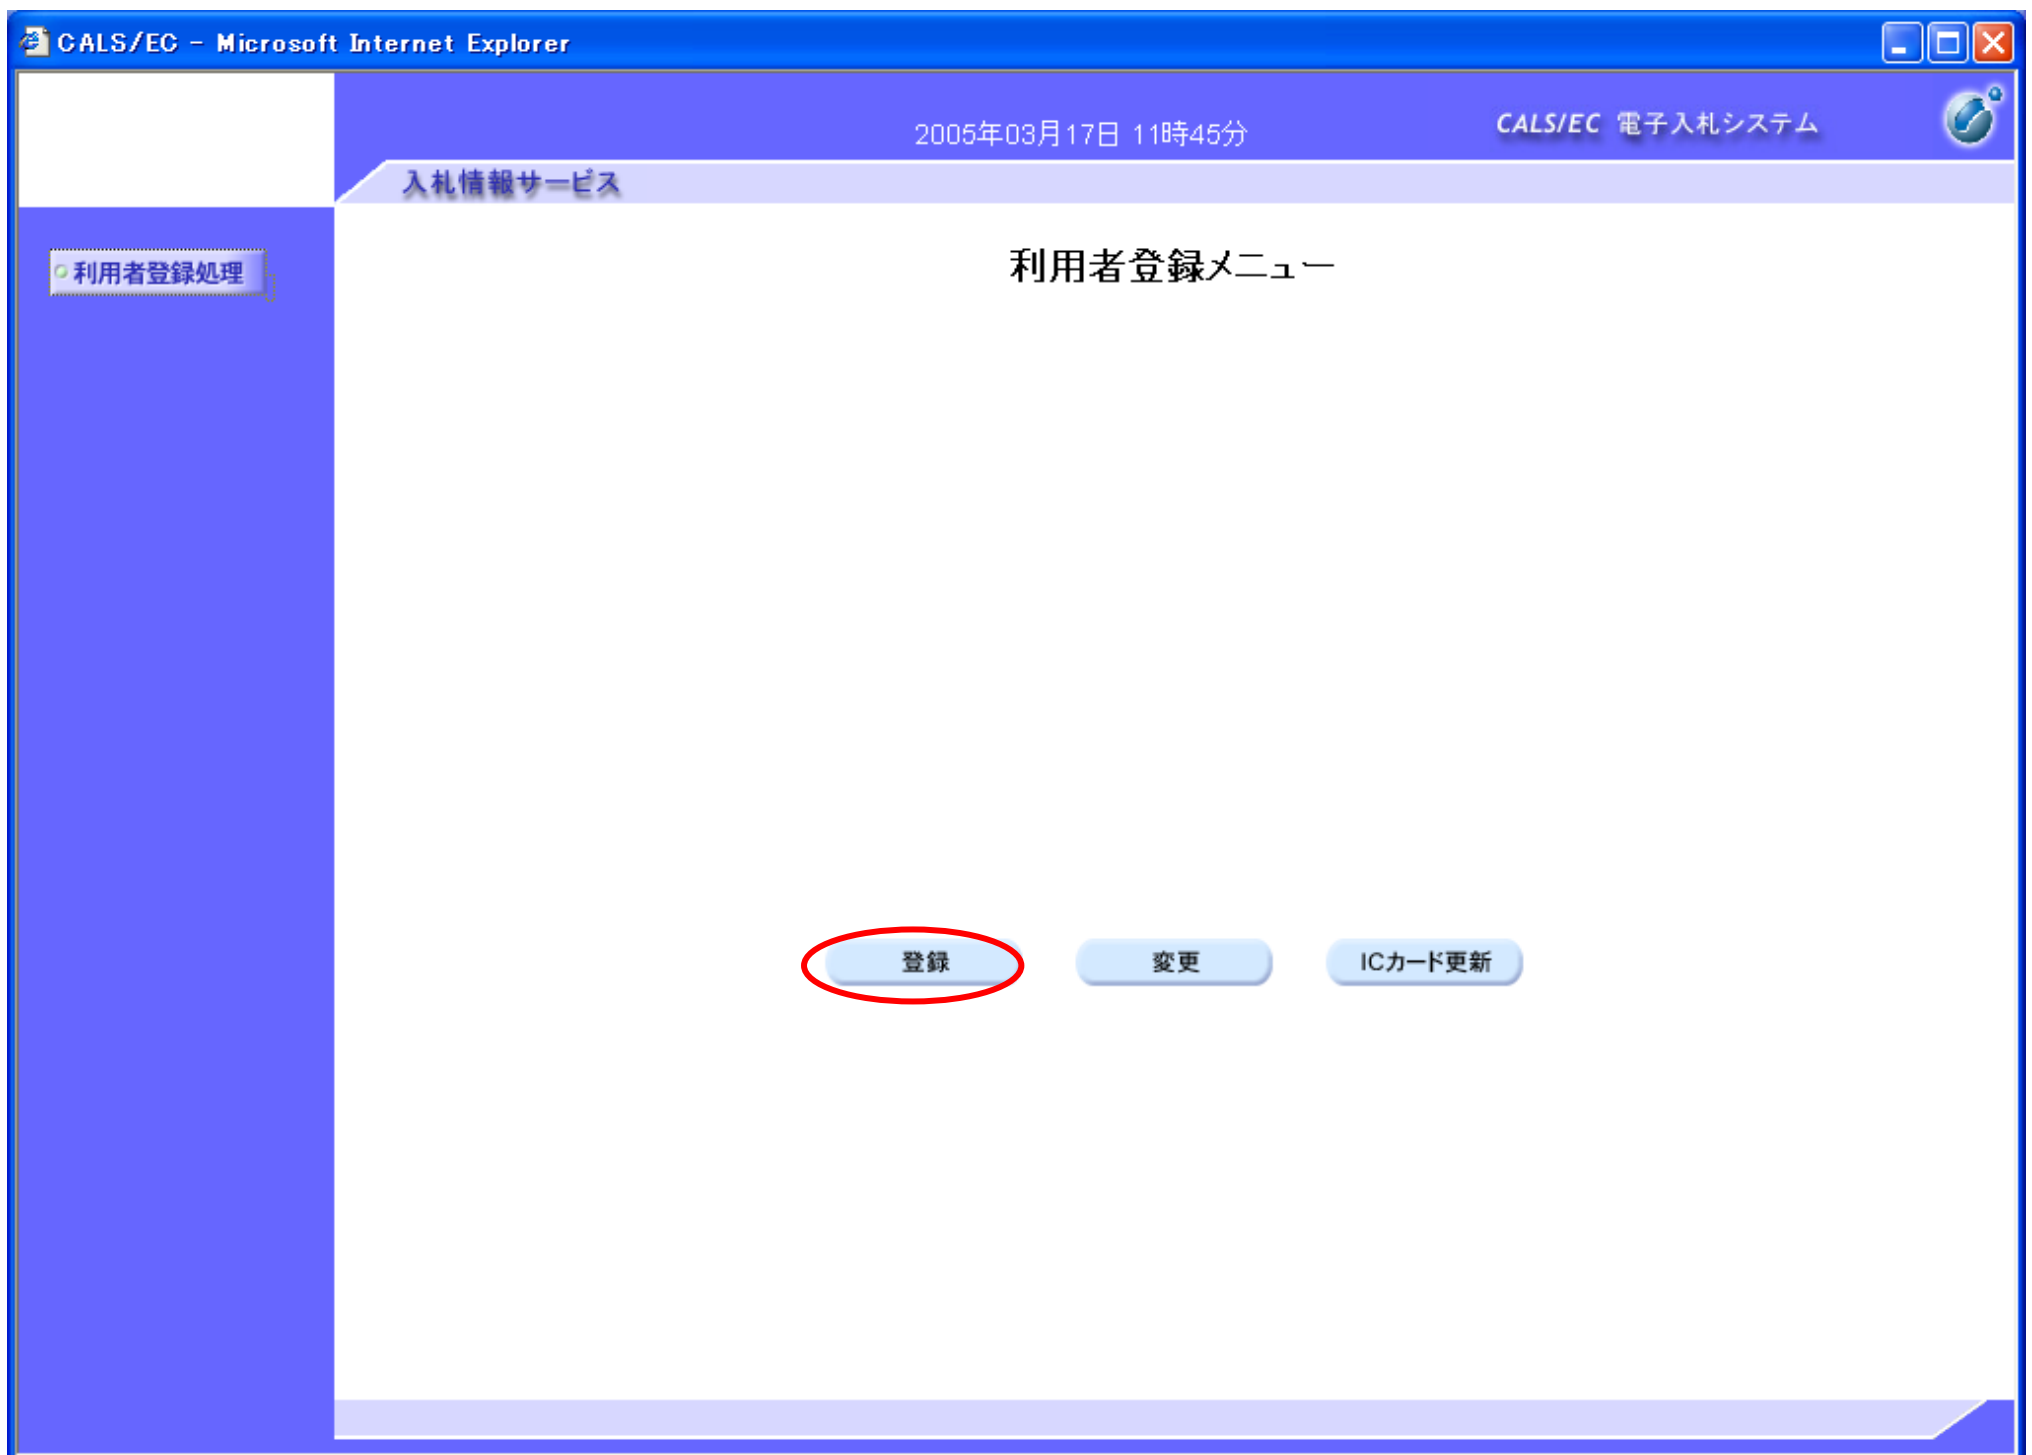 CALS/EC - Microsoft Internet Explorer
2005年03月17日 11時45分
CALS/EC 電子入札システム
入札情報サービス
利用者登録処理
利用者登録メニュー
登録
変更
ICカード更新